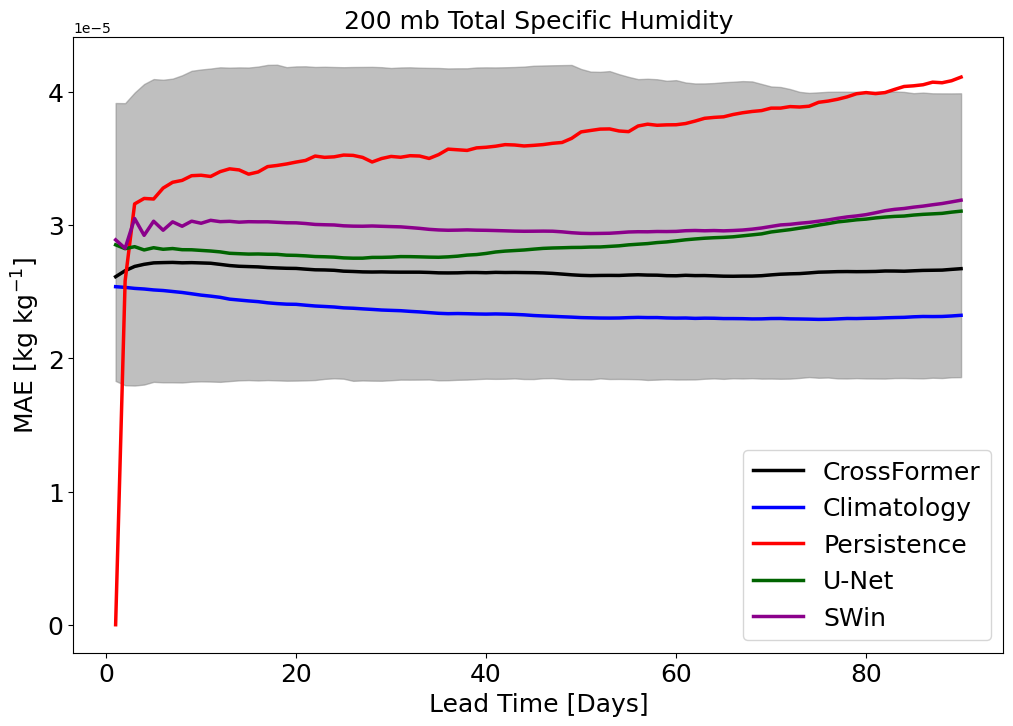 200 mb Total Specific Humidity
1e−5
4
3
2
1
0
MAE [kg kg⁻¹]
0 20 40 60 80
Lead Time [Days]
CrossFormer
Climatology
Persistence
U-Net
SWin